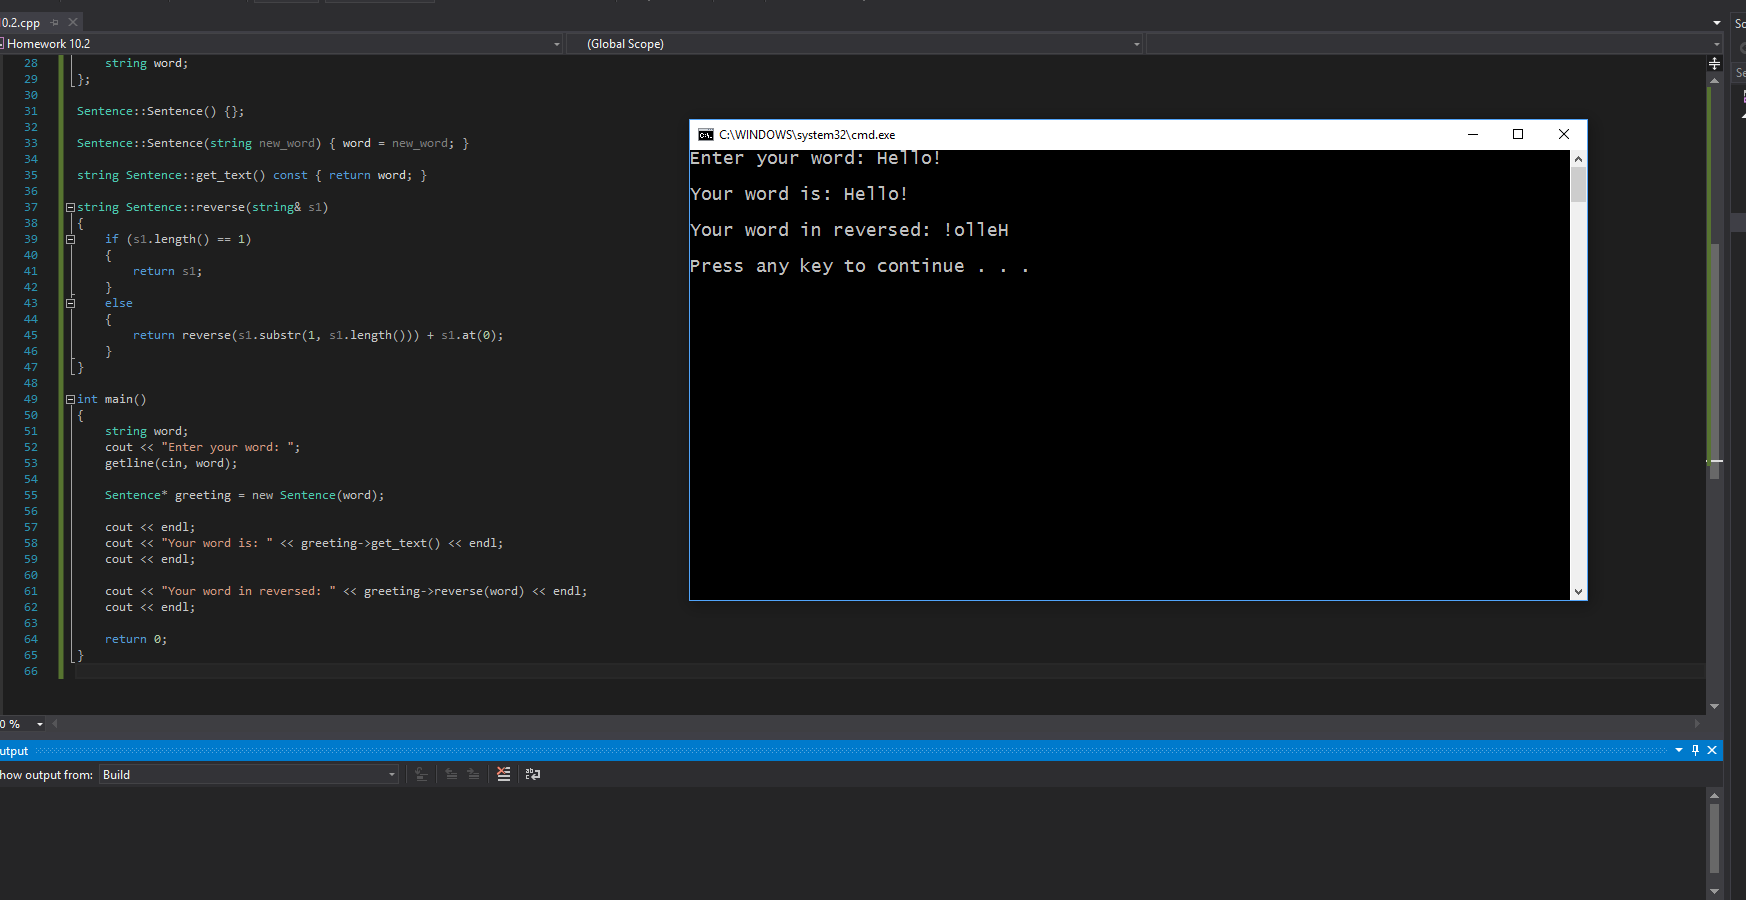 0.2.cpp
Homework 10.2
(Global Scope)
28 string word;
29 };
30
31 Sentence::Sentence() {};
32
33 Sentence::Sentence(string new_word) { word = new_word; }
34
35 string Sentence::get_text() const { return word; }
36
37 string Sentence::reverse(string& s1)
38 {
39 if (s1.length() == 1)
40 {
41 return s1;
42 }
43 else
44 {
45 return reverse(s1.substr(1, s1.length())) + s1.at(0);
46 }
47 }
48
49 int main()
50 {
51 string word;
52 cout << "Enter your word: ";
53 getline(cin, word);
54
55 Sentence* greeting = new Sentence(word);
56
57 cout << endl;
58 cout << "Your word is: " << greeting->get_text() << endl;
59 cout << endl;
60
61 cout << "Your word in reversed: " << greeting->reverse(word) << endl;
62 cout << endl;
63
64 return 0;
65 }
66
C:\WINDOWS\system32\cmd.exe
Enter your word: Hello!
Your word is: Hello!
Your word in reversed: !olleH
Press any key to continue . . .
0 %
utput
how output from: Build
So
Se